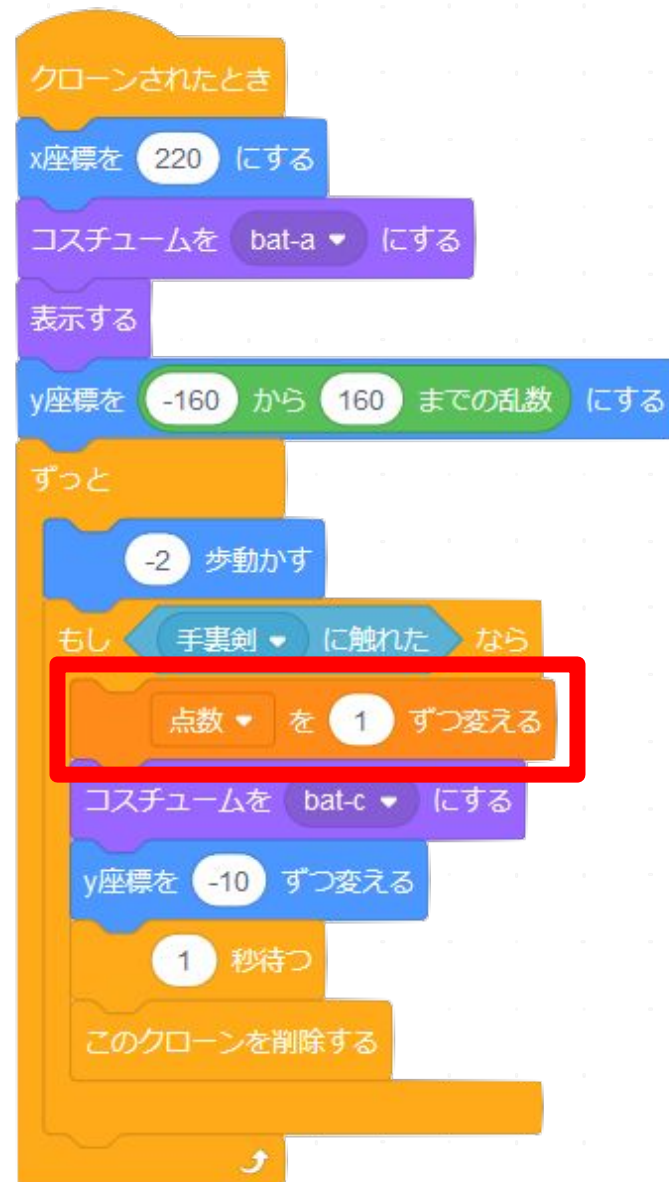 クローンされたとき
x座標を 220 にする
コスチュームを bat-a にする
表示する
y座標を -160 から 160 までの乱数 にする
ずっと
-2 歩動かす
もし 手裏剣 に触れた なら
点数 を 1 ずつ変える
コスチュームを bat-c にする
y座標を -10 ずつ変える
1 秒待つ
このクローンを削除する